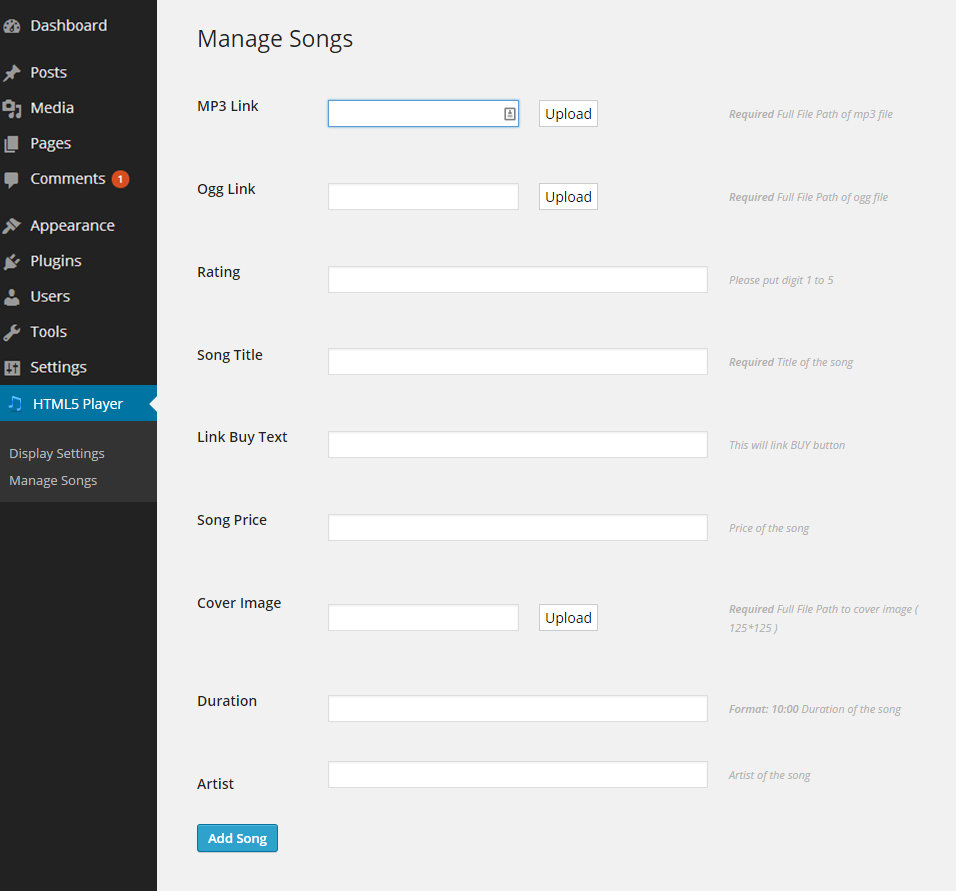 Dashboard
Posts
Media
Pages
Comments 1
Appearance
Plugins
Users
Tools
Settings
HTML5 Player
Display Settings
Manage Songs
Manage Songs
MP3 Link Upload Required Full File Path of mp3 file
Ogg Link Upload Required Full File Path of ogg file
Rating Please put digit 1 to 5
Song Title Required Title of the song
Link Buy Text This will link BUY button
Song Price Price of the song
Cover Image Upload Required Full File Path to cover image (
125*125 )
Duration Format: 10:00 Duration of the song
Artist Artist of the song
Add Song